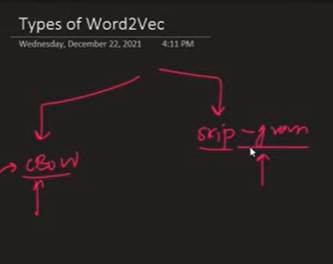 Types of Word2Vec
Wednesday, December 22, 2021 4:11 PM
CBOW
skip-gram